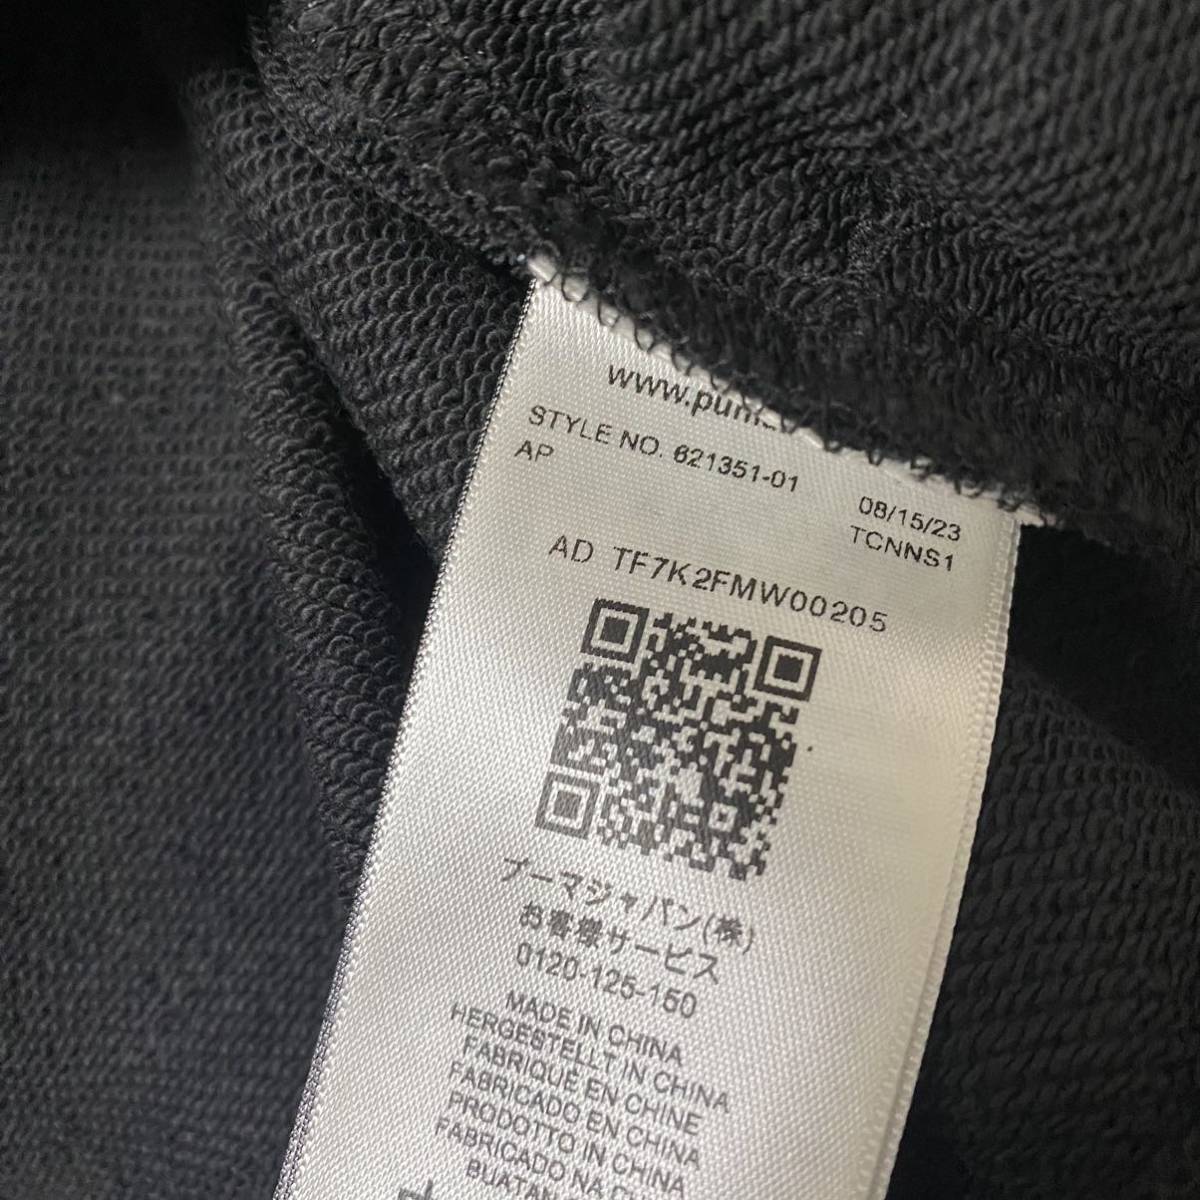 www.pum
STYLE NO. 621351-01
AP
08/15/23
TCNNS1
AD TF7K2FMW00205
プーマジャパン(株)
お客様サービス
0120-125-150
MADE IN CHINA
HERGESTELLT IN CHINA
FABRIQUÉ EN CHINE
FABRICADO EN CHINA
PRODOTTO IN CHINA
FABRICADO NA CHINA
BUATAN